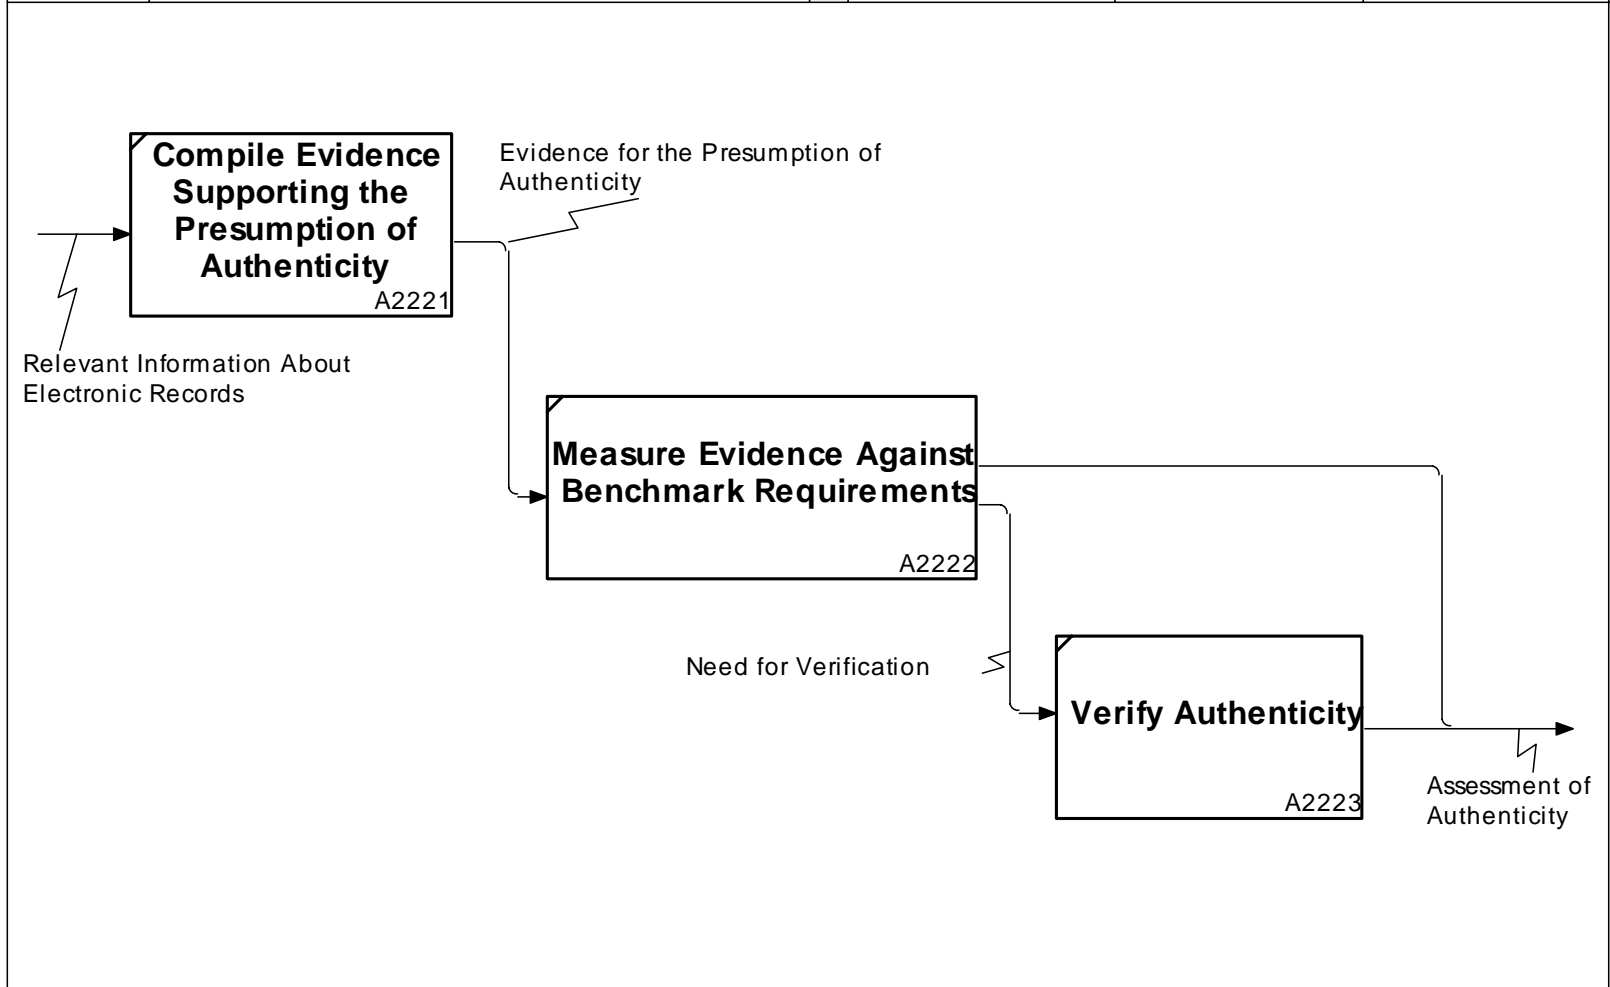 Compile Evidence
Supporting the
Presumption of
Authenticity
A2221
Evidence for the Presumption of
Authenticity
Relevant Information About
Electronic Records
Measure Evidence Against
Benchmark Requirements
A2222
Need for Verification
Verify Authenticity
A2223
Assessment of
Authenticity